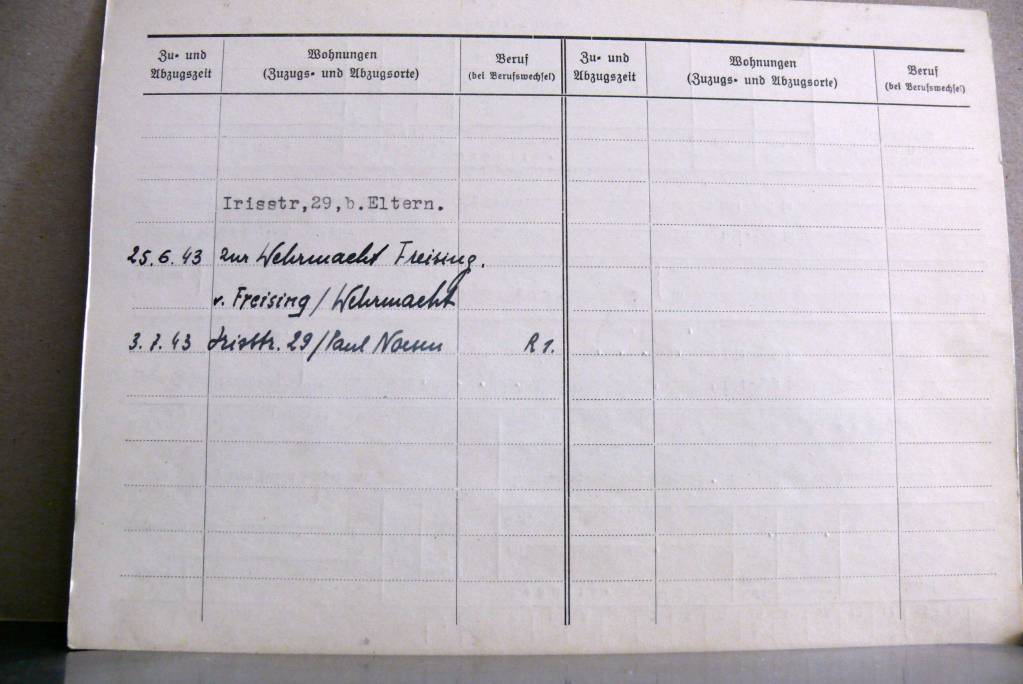 Zu- und Abzugszeit
Wohnungen
(Zuzugs- und Abzugsorte)
Beruf
(bei Berufswechsel)
Zu- und Abzugszeit
Wohnungen
(Zuzugs- und Abzugsorte)
Beruf
(bei Berufswechsel)
Irisstr,29,b.Eltern.
25.6.43 zur Wehrmacht Freising.
v. Freising/Wehrmacht
3.7.43 Irisstr. 29/Paul R 1.